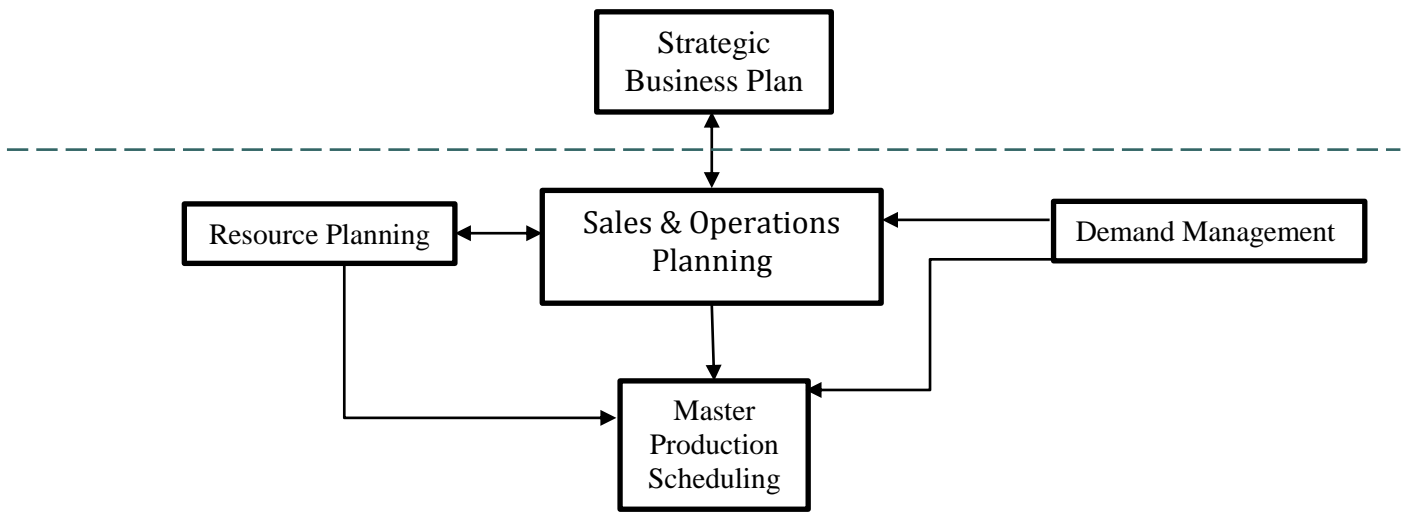 Strategic
Business Plan
Resource Planning
Sales & Operations
Planning
Demand Management
Master
Production
Scheduling